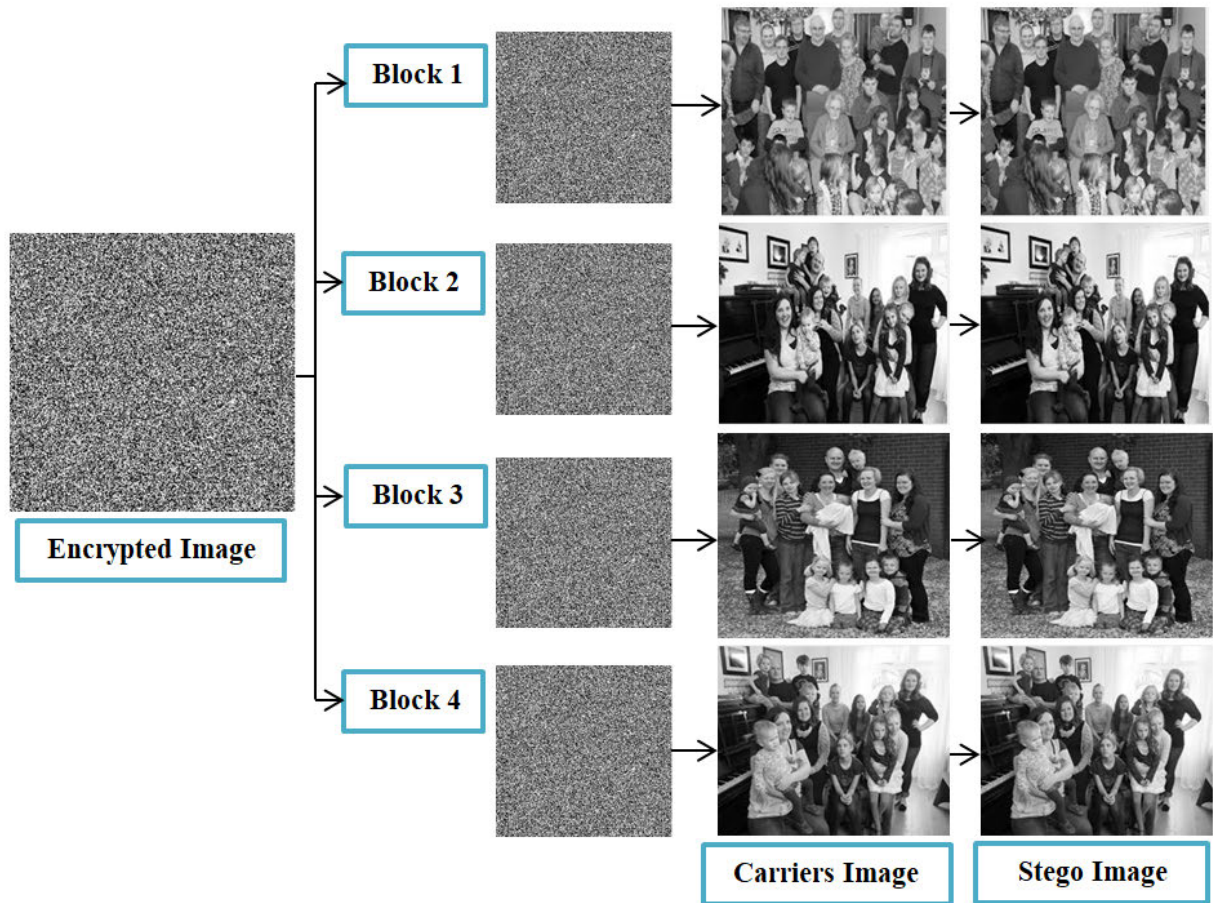 Block 1
Block 2
Block 3
Block 4
Encrypted Image
Carriers Image
Stego Image